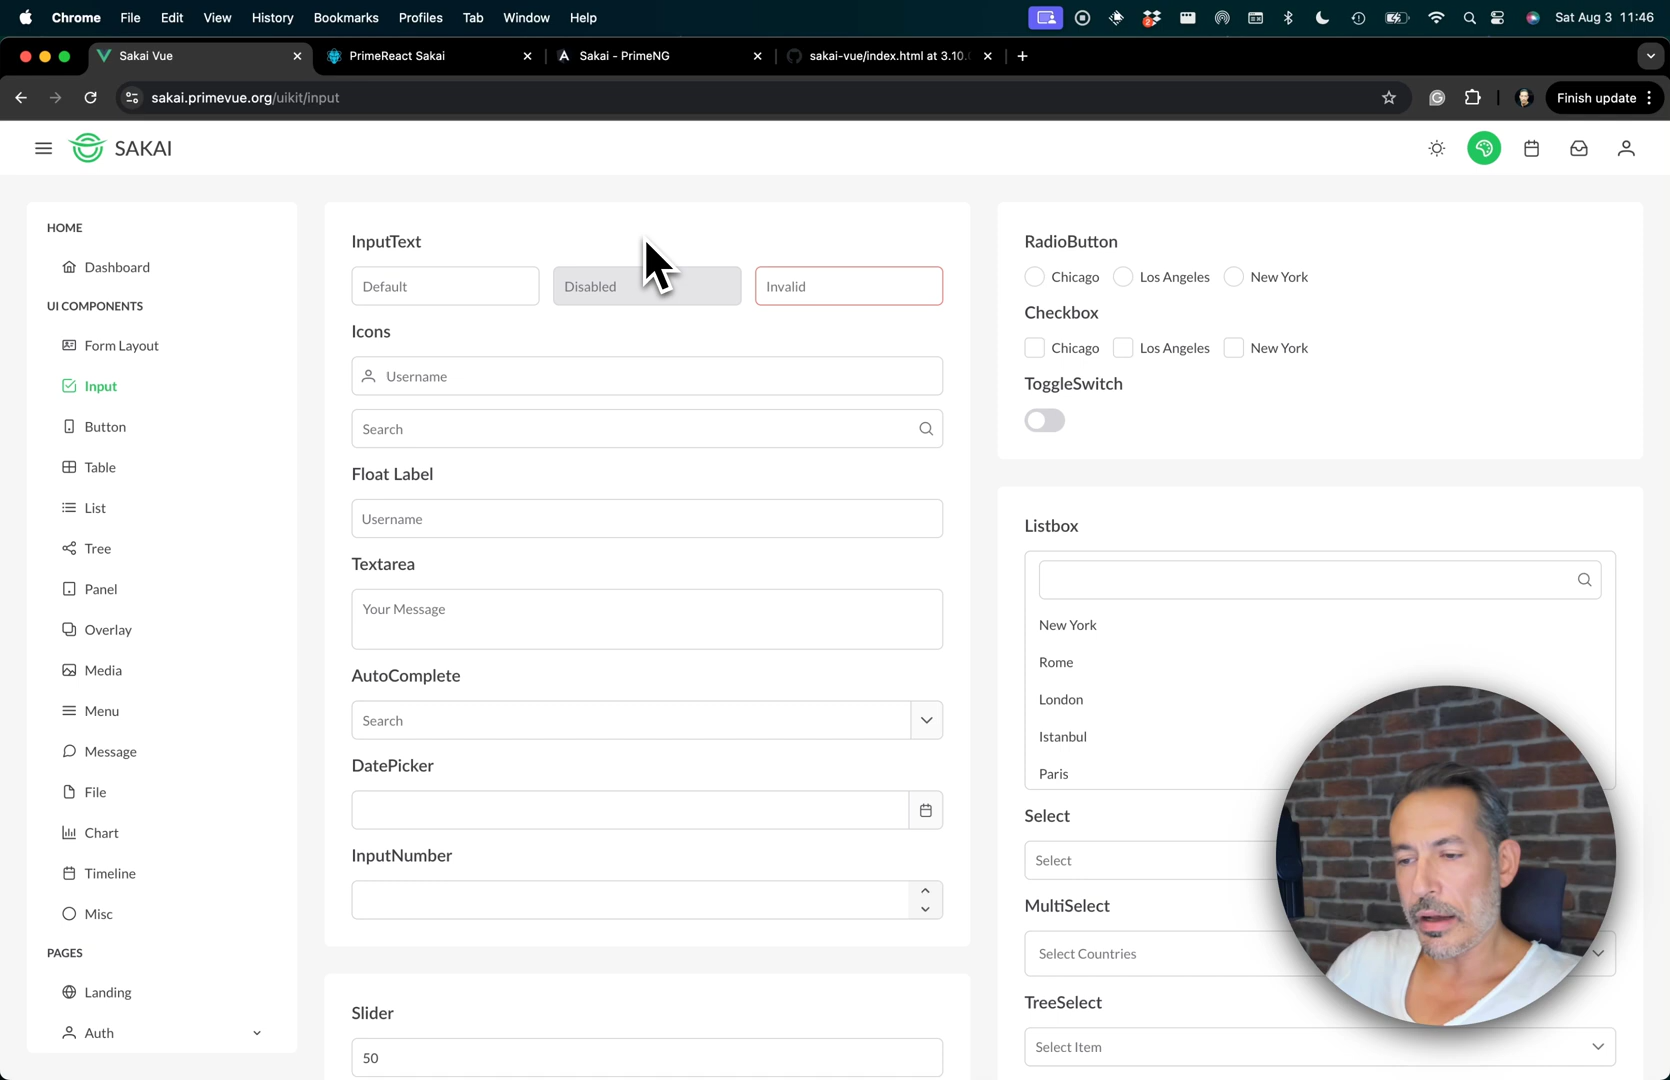 Chrome File Edit View History Bookmarks Profiles Tab Window Help
2
Sat Aug 3 11:46
Sakai Vue
PrimeReact Sakai
Sakai - PrimeNG
sakai-vue/index.html at 3.10.
sakai.primevue.org/uikit/input
Finish update
SAKAI
HOME
Dashboard
UI COMPONENTS
Form Layout
Input
Button
Table
List
Tree
Panel
Overlay
Media
Menu
Message
File
Chart
Timeline
Misc
PAGES
Landing
Auth
InputText
Default
Disabled
Invalid
Icons
Username
Search
Float Label
Username
Textarea
Your Message
AutoComplete
Search
DatePicker
InputNumber
Slider
50
RadioButton
Chicago Los Angeles New York
Checkbox
Chicago Los Angeles New York
ToggleSwitch
Listbox
New York
Rome
London
Istanbul
Paris
Select
Select
MultiSelect
Select Countries
TreeSelect
Select Item